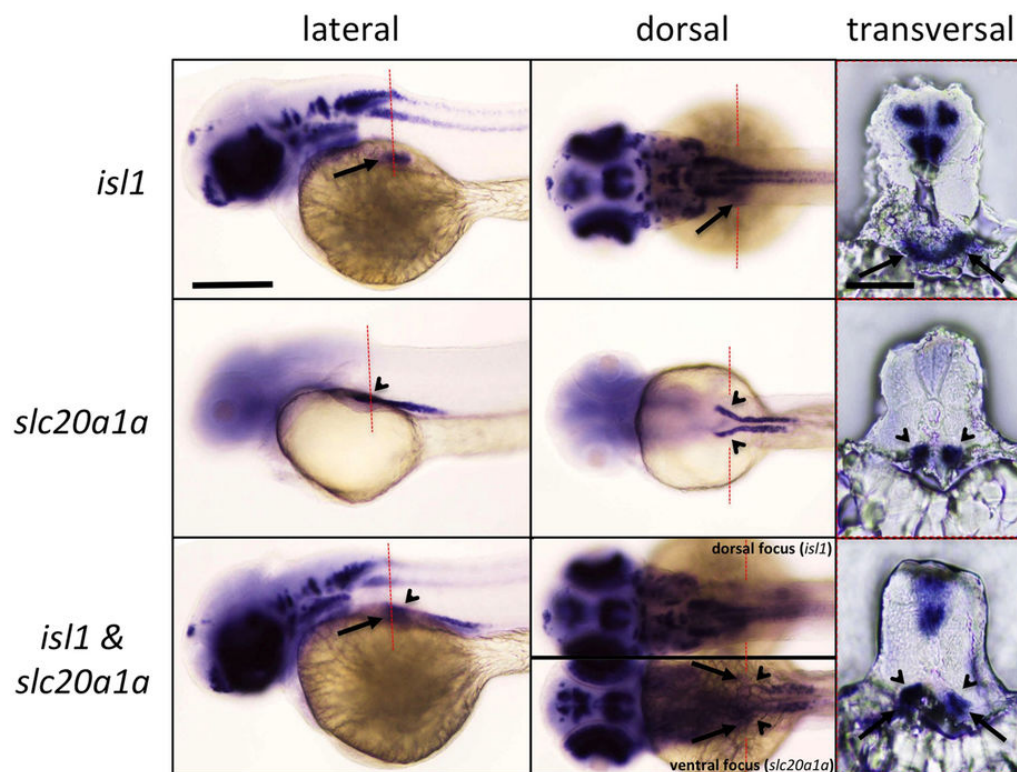 lateral dorsal transversal
isl1
slc20a1a
dorsal focus (isl1)
isl1 &
slc20a1a
ventral focus (slc20a1a)